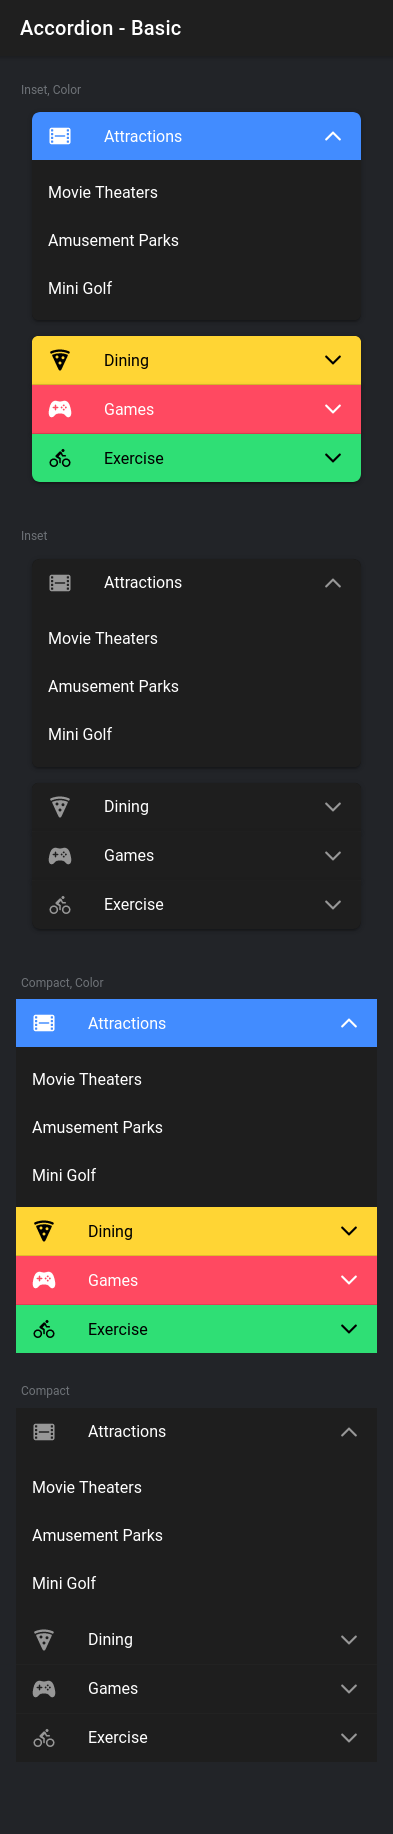 Accordion - Basic
Inset, Color
Attractions
Movie Theaters
Amusement Parks
Mini Golf
Dining
Games
Exercise
Inset
Attractions
Movie Theaters
Amusement Parks
Mini Golf
Dining
Games
Exercise
Compact, Color
Attractions
Movie Theaters
Amusement Parks
Mini Golf
Dining
Games
Exercise
Compact
Attractions
Movie Theaters
Amusement Parks
Mini Golf
Dining
Games
Exercise